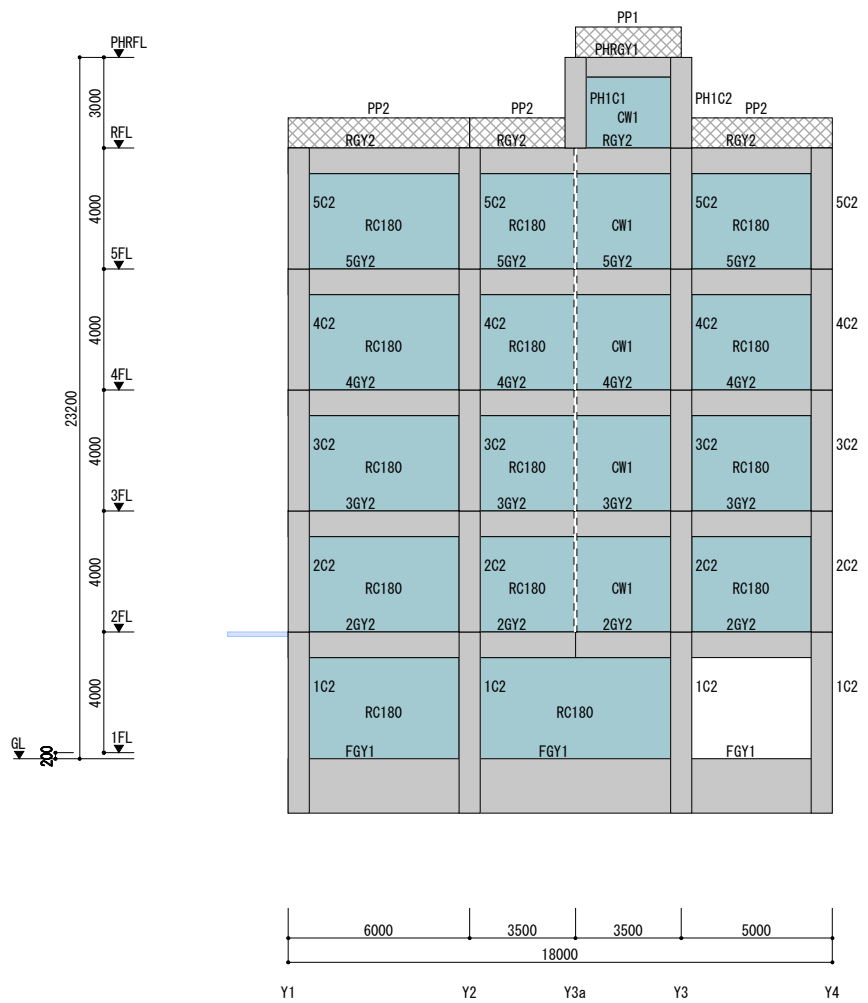 PP1
PHRFL
PHRGY1
3000
PH1C1
PH1C2
CW1
PP2
PP2
PP2
RFL
RGY2
RGY2
RGY2
RGY2
4000
5C2
5C2
5C2
5C2
RC180
RC180
CW1
RC180
5FL
5GY2
5GY2
5GY2
5GY2
4000
4C2
4C2
4C2
4C2
RC180
RC180
CW1
RC180
4FL
4GY2
4GY2
4GY2
4GY2
23200
4000
3C2
3C2
3C2
3C2
RC180
RC180
CW1
RC180
3FL
3GY2
3GY2
3GY2
3GY2
4000
2C2
2C2
2C2
2C2
RC180
RC180
CW1
RC180
2FL
2GY2
2GY2
2GY2
2GY2
4000
1C2
1C2
1C2
1C2
RC180
RC180
GL
1FL
200
FGY1
FGY1
FGY1
6000
3500
3500
5000
18000
Y1
Y2
Y3a
Y3
Y4